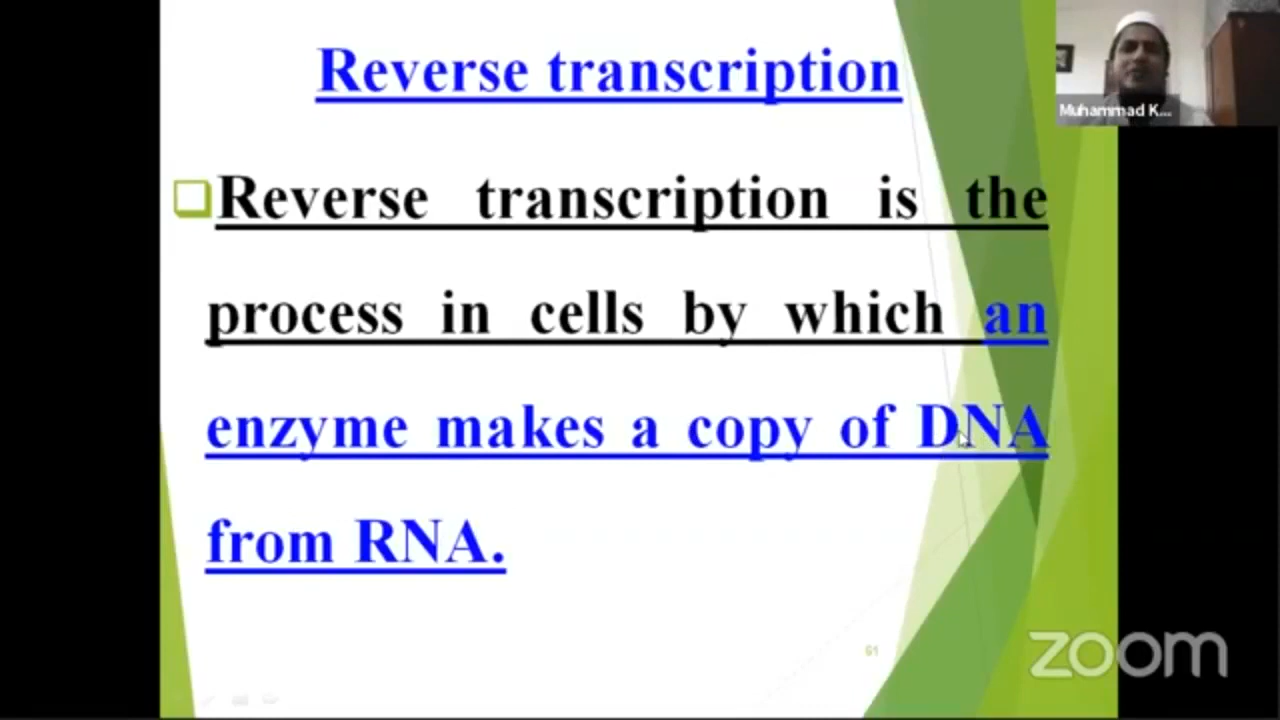 Reverse transcription
Muhammad K...
Reverse transcription is the
process in cells by which an
enzyme makes a copy of DNA
from RNA.
61
zoom